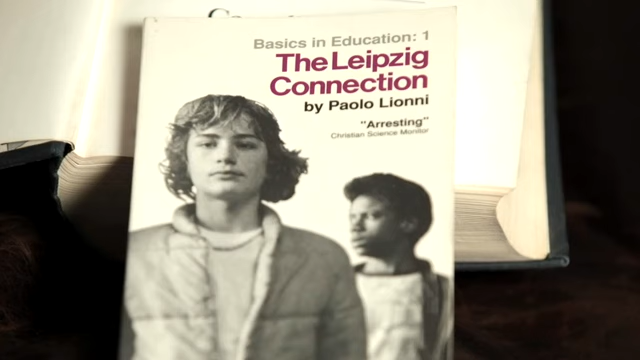 Basics in Education: 1
The Leipzig
Connection
by Paolo Lionni
"Arresting"
Christian Science Monitor